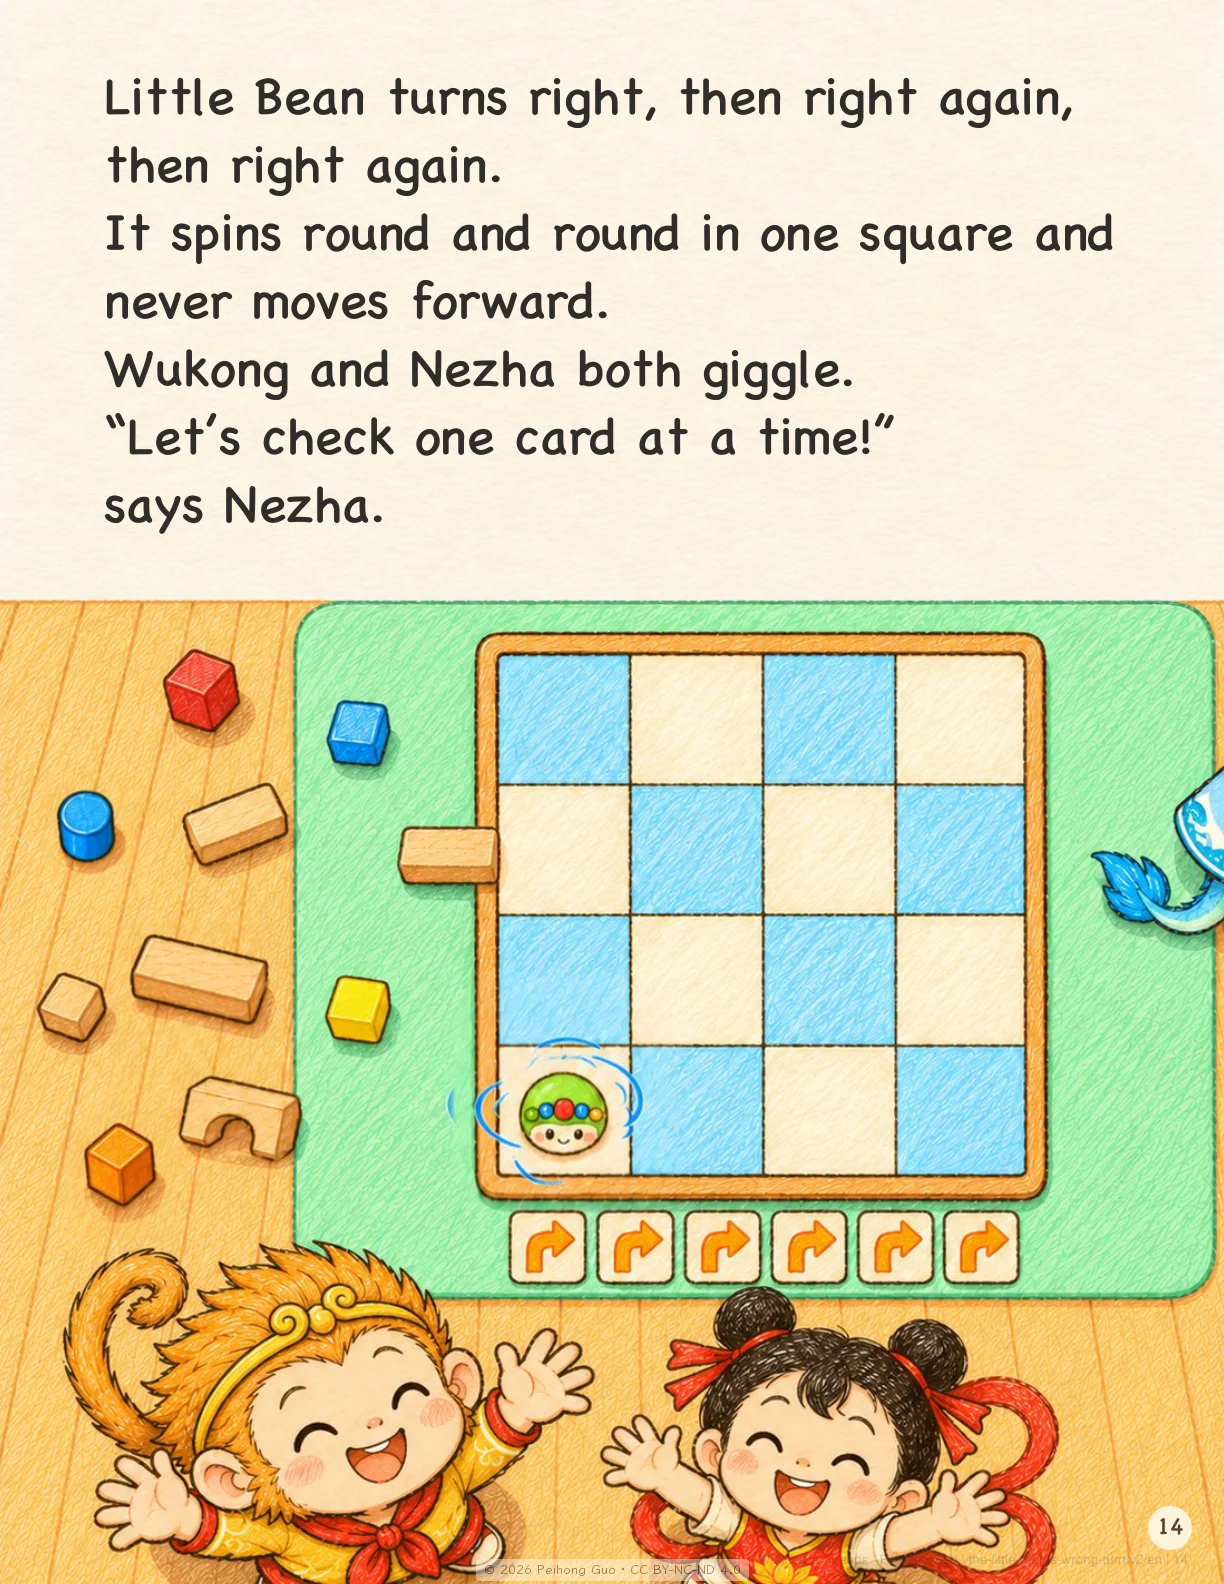 Little Bean turns right, then right again,
then right again.
It spins round and round in one square and
never moves forward.
Wukong and Nezha both giggle.
“Let’s check one card at a time!”
says Nezha.
14
© 2026 Peihong Guo • CC BY-NC-ND 4.0